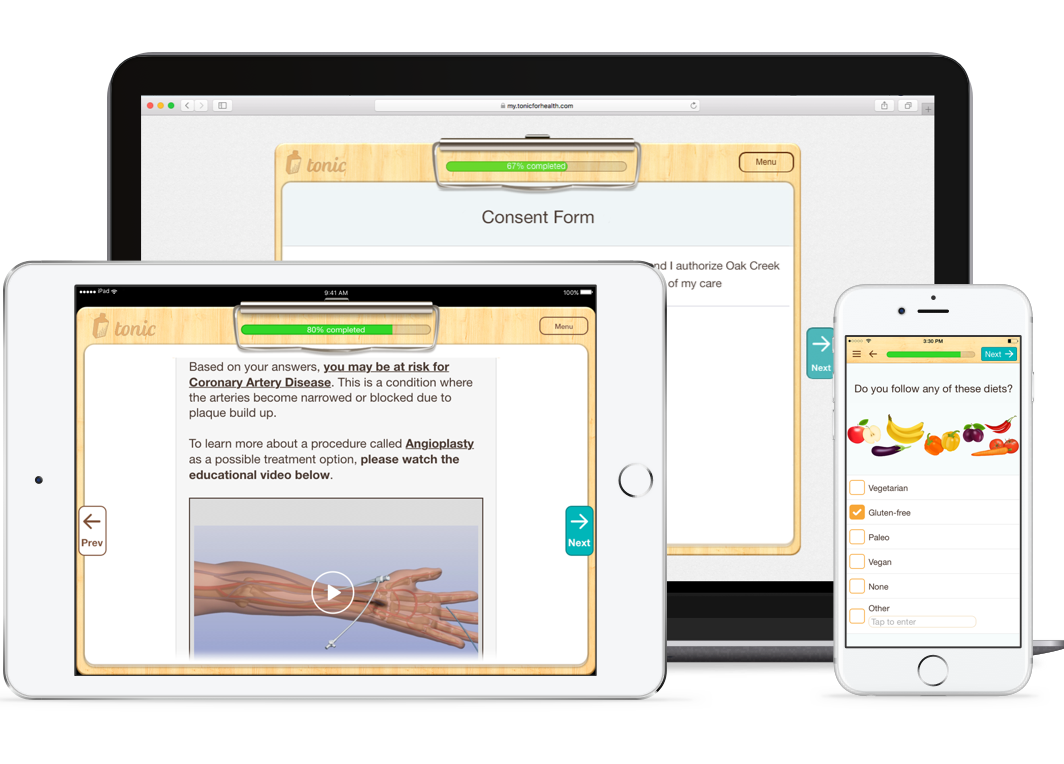 my.tonicforhealth.com
tonic
67% completed
Menu
Consent Form
nd I authorize Oak Creek
of my care
Next
iPad
9:41 AM
100%
tonic
80% completed
Menu
Based on your answers, you may be at risk for
Coronary Artery Disease. This is a condition where
the arteries become narrowed or blocked due to
plaque build up.
To learn more about a procedure called Angioplasty
as a possible treatment option, please watch the
educational video below.
Prev
Next
3:30 PM
Next
Do you follow any of these diets?
Vegetarian
Gluten-free
Paleo
Vegan
None
Other
Tap to enter